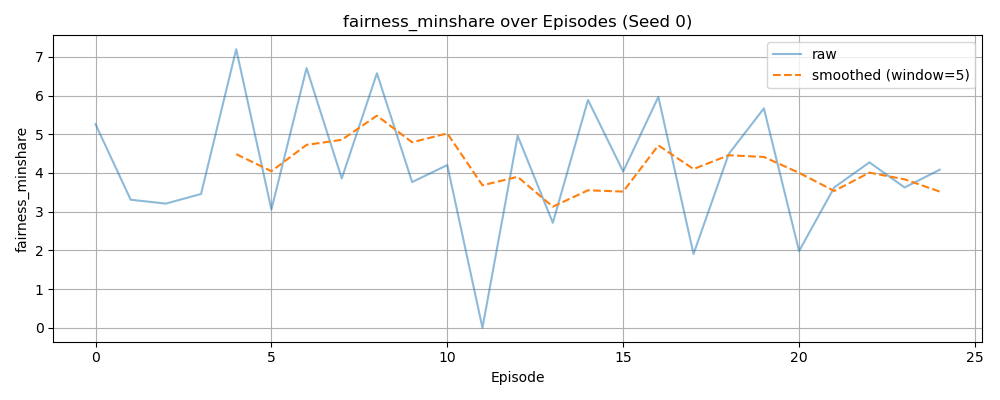 fairness_minshare over Episodes (Seed 0)
raw
smoothed (window=5)
fairness_minshare
7
6
5
4
3
2
1
0
0
5
10
15
20
25
Episode